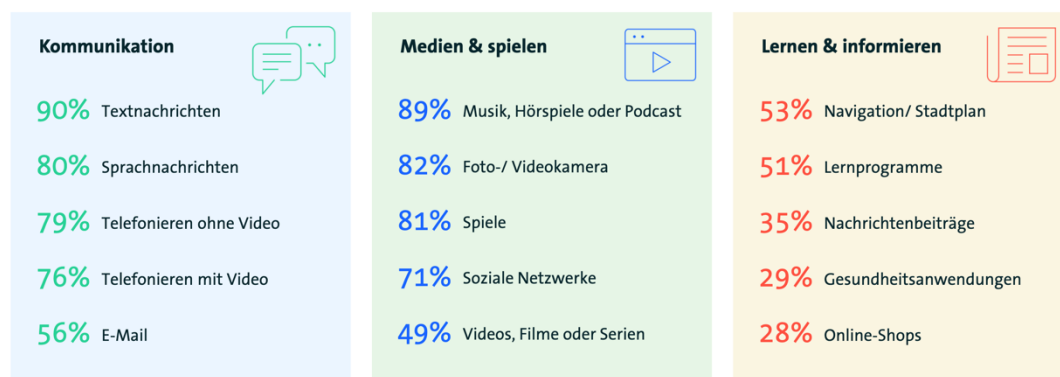 Kommunikation
90% Textnachrichten
80% Sprachnachrichten
79% Telefonieren ohne Video
76% Telefonieren mit Video
56% E-Mail
Medien & spielen
89% Musik, Hörspiele oder Podcast
82% Foto-/ Videokamera
81% Spiele
71% Soziale Netzwerke
49% Videos, Filme oder Serien
Lernen & informieren
53% Navigation/ Stadtplan
51% Lernprogramme
35% Nachrichtenbeiträge
29% Gesundheitsanwendungen
28% Online-Shops